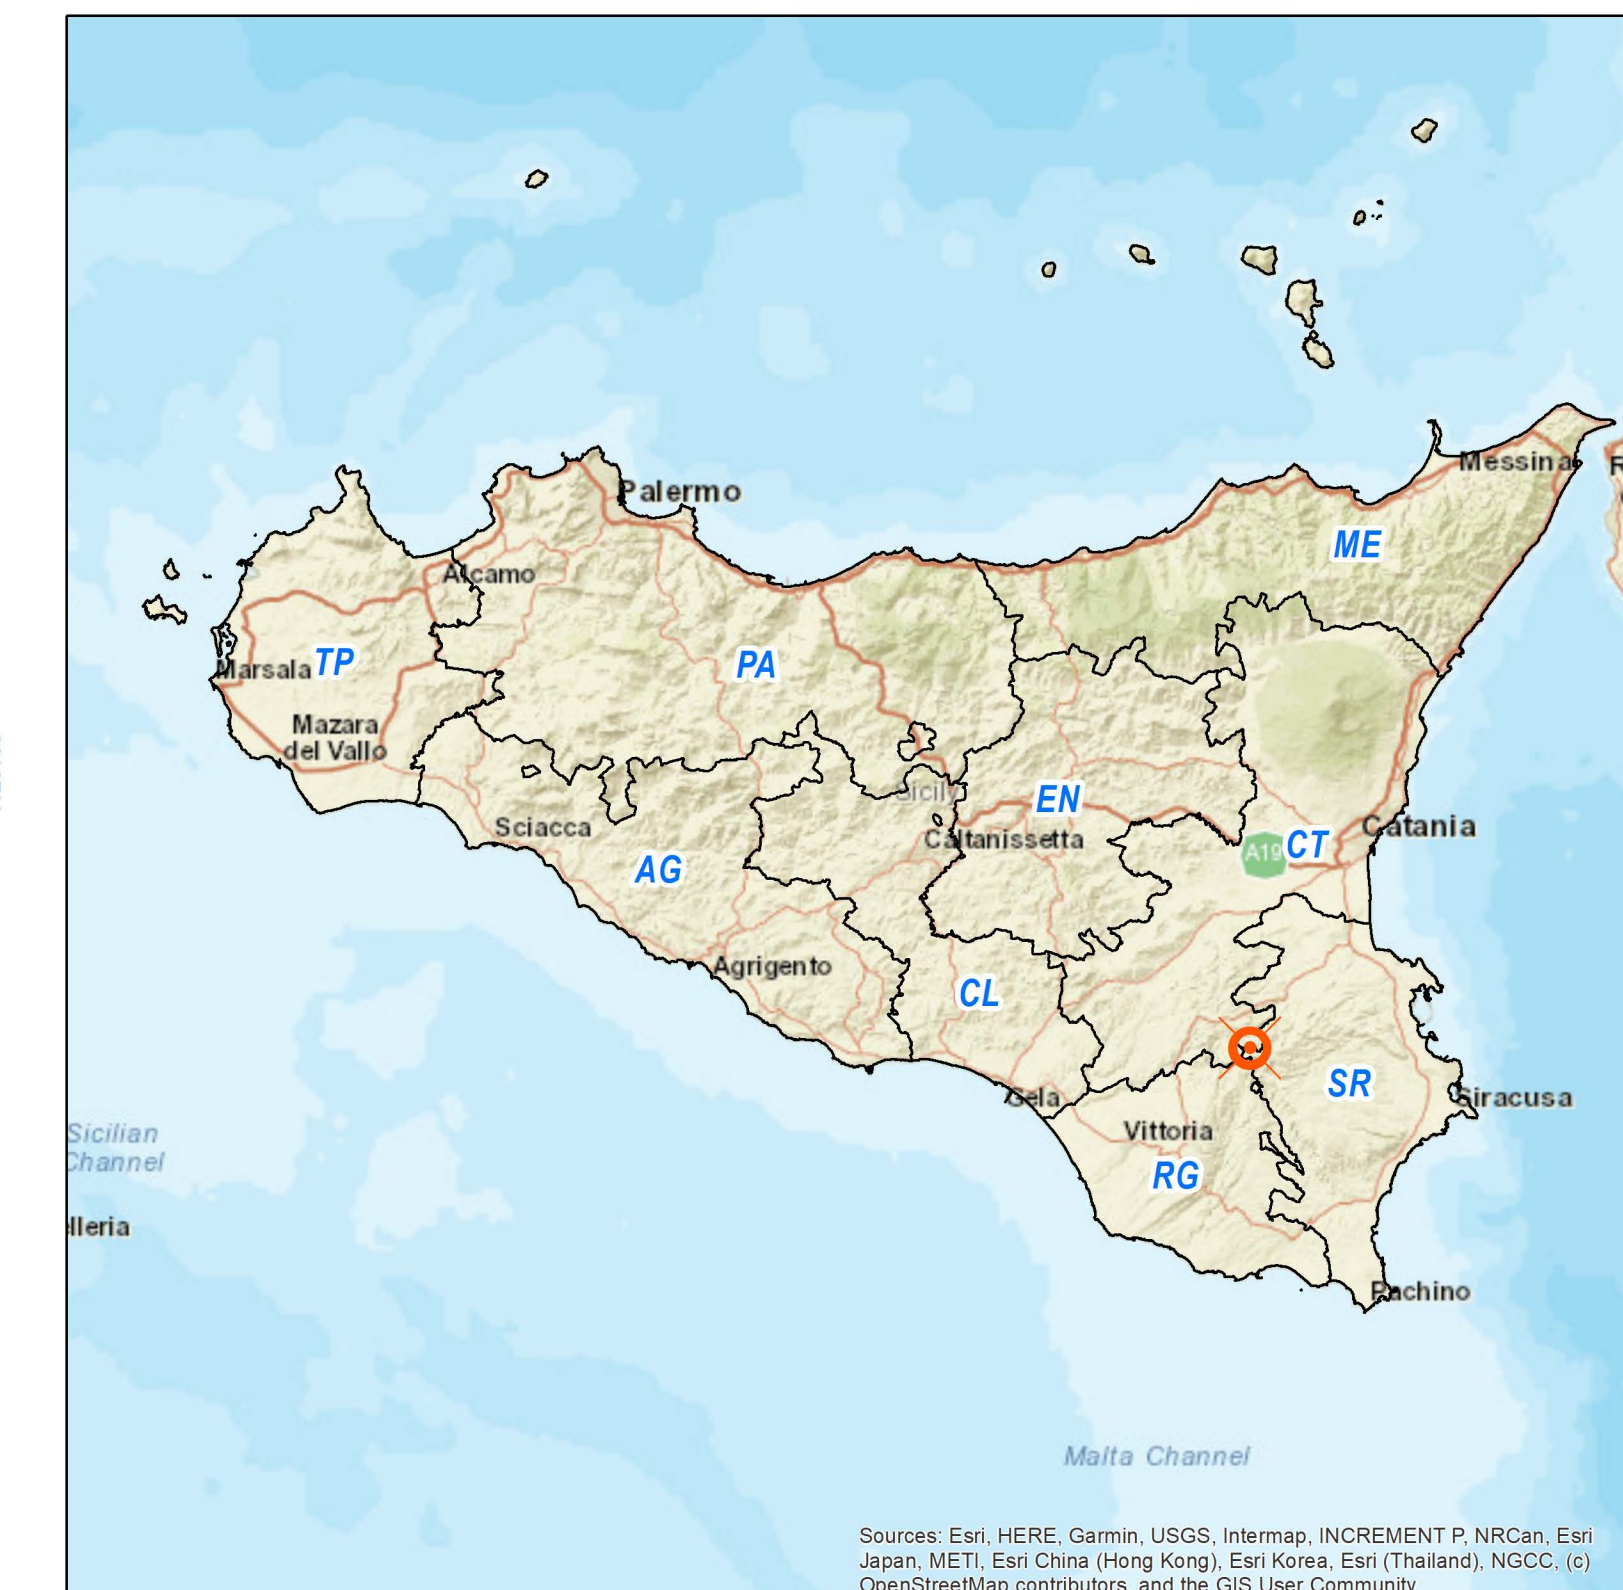 Messina
R
Palermo
ME
Alcamo
Marsala
TP
PA
Mazara
del Vallo
Sicily
EN
Sciacca
Caltanissetta
Catania
A19
CT
AG
Agrigento
CL
SR
Gela
Siracusa
Vittoria
Sicilian
Channel
RG
lleria
Pachino
Malta Channel
Sources: Esri, HERE, Garmin, USGS, Intermap, INCREMENT P, NRCan, Esri
Japan, METI, Esri China (Hong Kong), Esri Korea, Esri (Thailand), NGCC, (c)
OpenStreetMap contributors, and the GIS User Community